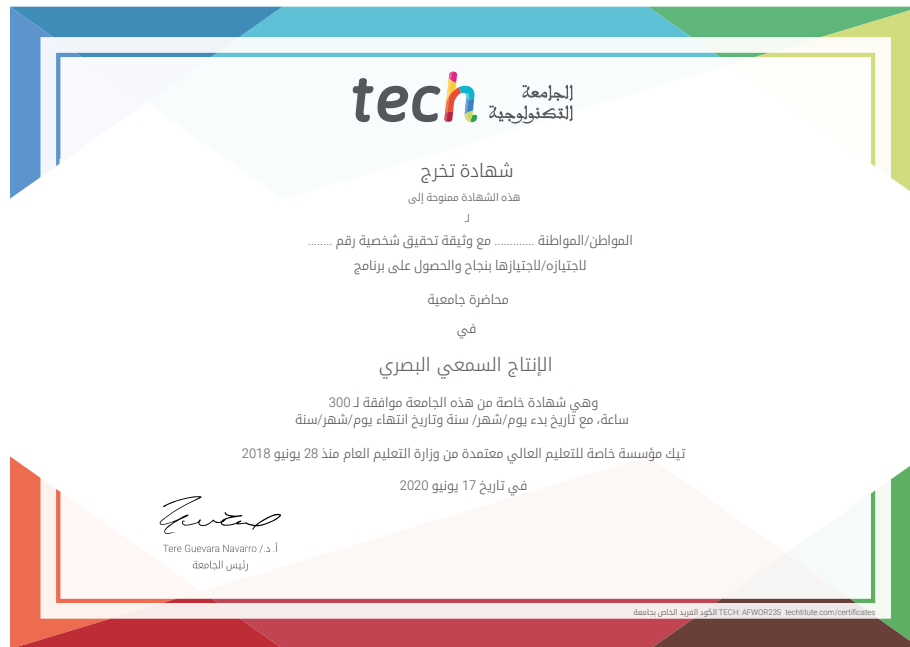 tech الجامعة
التكنولوجية
شهادة تخرج
هذه الشهادة ممنوحة إلى
لـ
المواطن/المواطنة ............ مع وثيقة تحقيق شخصية رقم ........
لاجتيازه/لاجتيازها بنجاح والحصول على برنامج
محاضرة جامعية
في
الإنتاج السمعي البصري
وهي شهادة خاصة من هذه الجامعة موافقة لـ 300
ساعة، مع تاريخ بدء يوم/شهر/ سنة وتاريخ انتهاء يوم/شهر/سنة
تيك مؤسسة خاصة للتعليم العالي معتمدة من وزارة التعليم العام منذ 28 يونيو 2018
في تاريخ 17 يونيو 2020
أ. د./ Tere Guevara Navarro
رئيس الجامعة
الكود الفريد الخاص بجامعة TECH: AFWOR23S techtitute.com/certificates